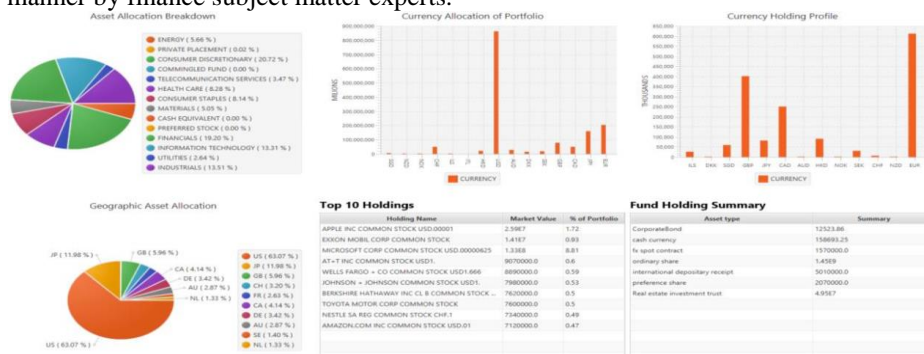 manner by finance subject matter experts.
Asset Allocation Breakdown
ENERGY ( 5.66 % )
PRIVATE PLACEMENT ( 0.02 % )
CONSUMER DISCRETIONARY ( 20.72 % )
COMMINGLED FUND ( 0.00 % )
TELECOMMUNICATION SERVICES ( 3.47 % )
HEALTH CARE ( 8.28 % )
CONSUMER STAPLES ( 8.14 % )
MATERIALS ( 5.05 % )
CASH EQUIVALENT ( 0.00 % )
PREFERRED STOCK ( 0.00 % )
FINANCIALS ( 19.20 % )
INFORMATION TECHNOLOGY ( 13.31 % )
UTILITIES ( 2.64 % )
INDUSTRIALS ( 13.51 % )
Currency Allocation of Portfolio
MILLIONS
900,000,000
800,000,000
700,000,000
600,000,000
500,000,000
400,000,000
300,000,000
200,000,000
100,000,000
0
CURRENCY
Currency Holding Profile
THOUSANDS
650,000
600,000
550,000
500,000
450,000
400,000
350,000
300,000
250,000
200,000
150,000
100,000
50,000
0
ILS DKK SGD GBP JPY CAD AUD HKD NOK SEK CHF NZD EUR
CURRENCY
Geographic Asset Allocation
JP ( 11.98 % )
GB ( 5.96 % )
CA ( 4.14 % )
DE ( 3.42 % )
AU ( 2.87 % )
NL ( 1.33 % )
US ( 63.07 % )
US ( 63.07 % )
JP ( 11.98 % )
GB ( 5.96 % )
CH ( 3.20 % )
FR ( 2.63 % )
CA ( 4.14 % )
DE ( 3.42 % )
AU ( 2.87 % )
SE ( 1.40 % )
NL ( 1.33 % )
Top 10 Holdings
Holding Name Market Value % of Portfolio
APPLE INC COMMON STOCK USD.00001 2.59E7 1.72
EXXON MOBIL CORP COMMON STOCK 1.41E7 0.93
MICROSOFT CORP COMMON STOCK USD.00000625 1.33E8 8.81
AT+T INC COMMON STOCK USD1. 9070000.0 0.6
WELLS FARGO + CO COMMON STOCK USD1.666 8890000.0 0.59
JOHNSON + JOHNSON COMMON STOCK USD1. 7980000.0 0.53
BERKSHIRE HATHAWAY INC CL B COMMON STOCK ... 7620000.0 0.5
TOYOTA MOTOR CORP COMMON STOCK 7600000.0 0.5
NESTLE SA REG COMMON STOCK CHF.1 7340000.0 0.49
AMAZON.COM INC COMMON STOCK USD.01 7120000.0 0.47
Fund Holding Summary
Asset type Summary
CorporateBond 12523.86
cash currency 158693.25
fx spot contract 1570000.0
ordinary share 1.45E9
international depositary receipt 5010000.0
preference share 2070000.0
Real estate investment trust 4.95E7